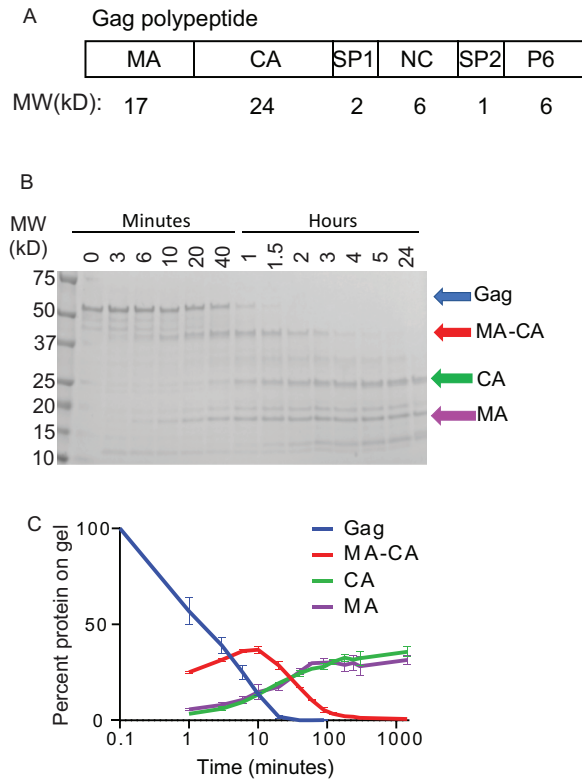 A
Gag polypeptide
MA CA SP1 NC SP2 P6
MW(kD): 17 24 2 6 1 6
B
MW
(kD)
Minutes Hours
0 3 6 10 20 40 1 1.5 2 3 4 5 24
75
50
37
25
20
15
10
Gag
MA-CA
CA
MA
C
Percent protein on gel
100
50
0
Gag
MA-CA
CA
MA
0.1 1 10 100 1000
Time (minutes)